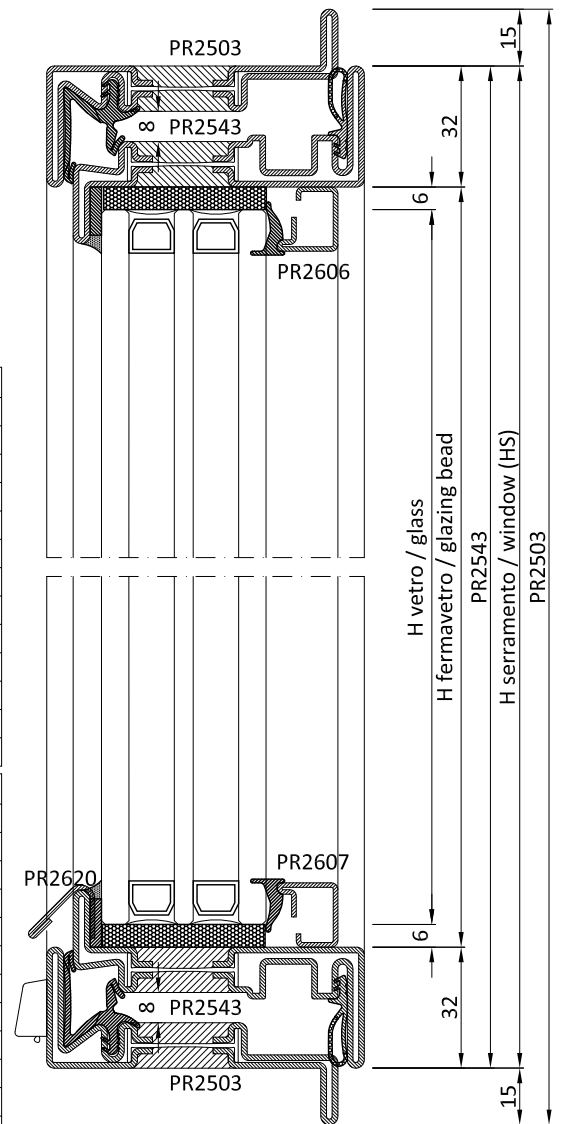 PR2503
15
8
PR2543
32
6
PR2606
H vetro / glass
H fermavetro / glazing bead
PR2543
H serramento / window (HS)
PR2503
PR2620
PR2607
6
8
PR2543
32
PR2503
15